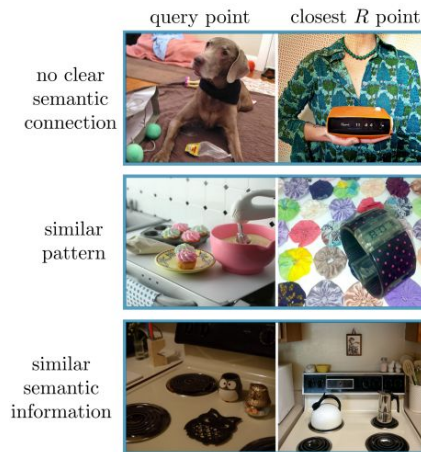 query point closest R point
no clear
semantic
connection
similar
pattern
similar
semantic
information